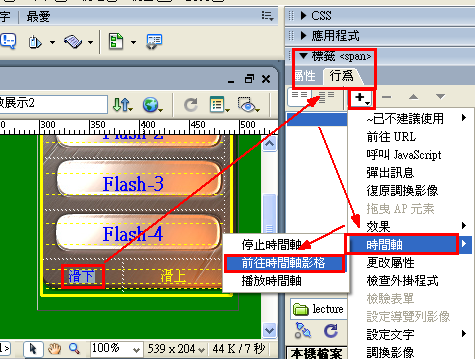 字 最愛
CSS
應用程式
標籤 <span>
屬性 行為
效展示2
300 350 400 450 500
~已不建議使用
前往 URL
呼叫 JavaScript
彈出訊息
復原調換影像
拖曳 AP 元素
效果
時間軸
更改屬性
檢查外掛程式
檢驗表單
設定導覽列影像
設定文字
調換影像
停止時間軸
前往時間軸影格
播放時間軸
Flash-2
Flash-3
Flash-4
滑下 滑上
lecture
本機檔案
100% 539 x 204 44 K / 7 秒